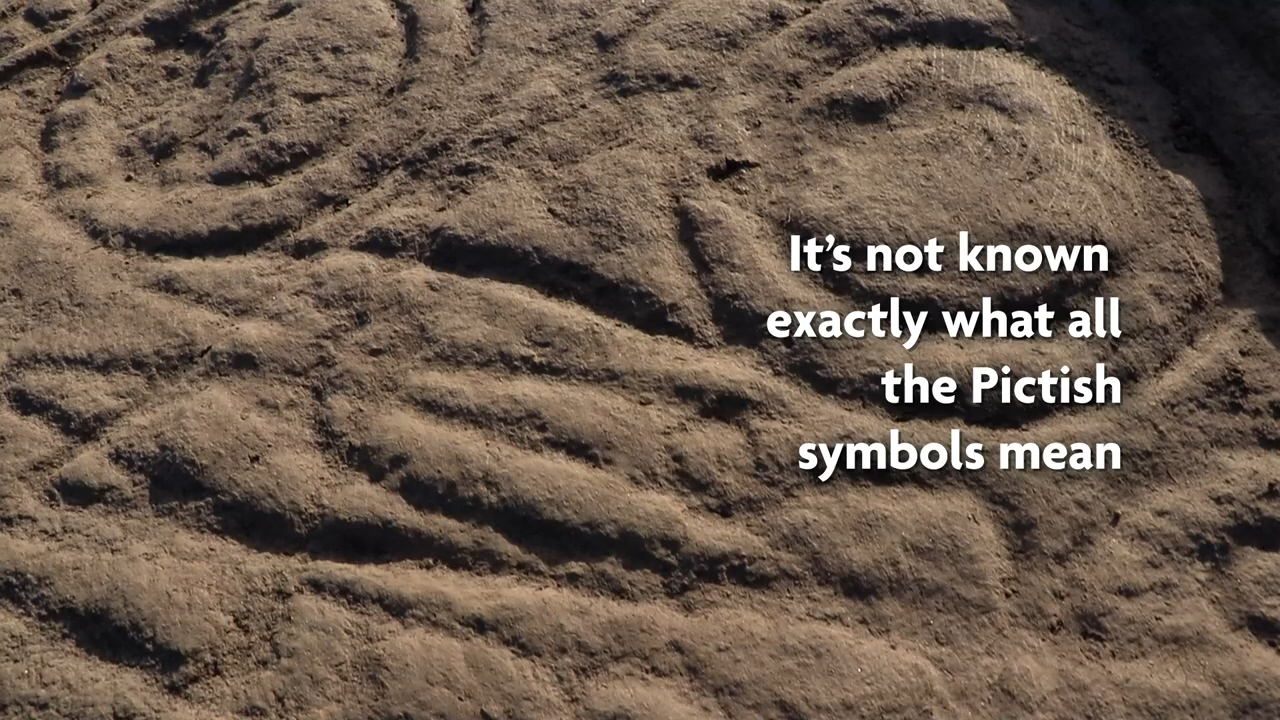 It’s not known
exactly what all
the Pictish
symbols mean